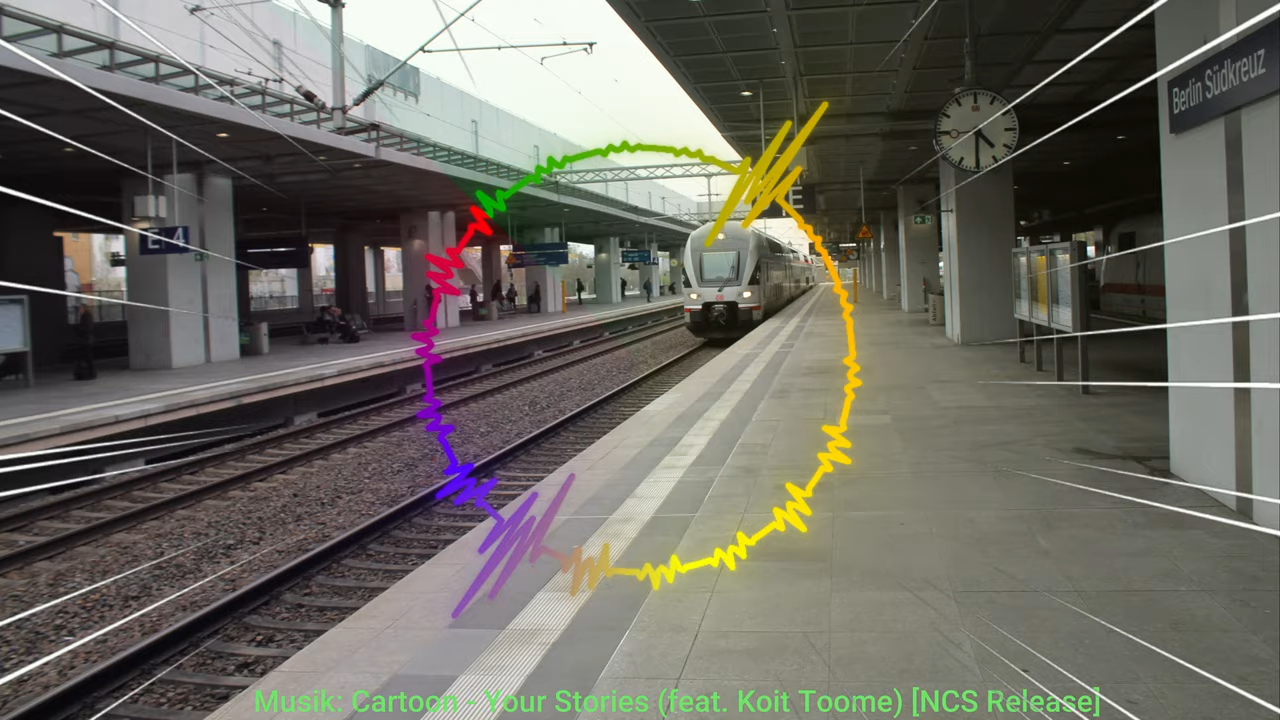 Berlin Südkreuz
E 4
E
Musik: Cartoon - Your Stories (feat. Koit Toome) [NCS Release]